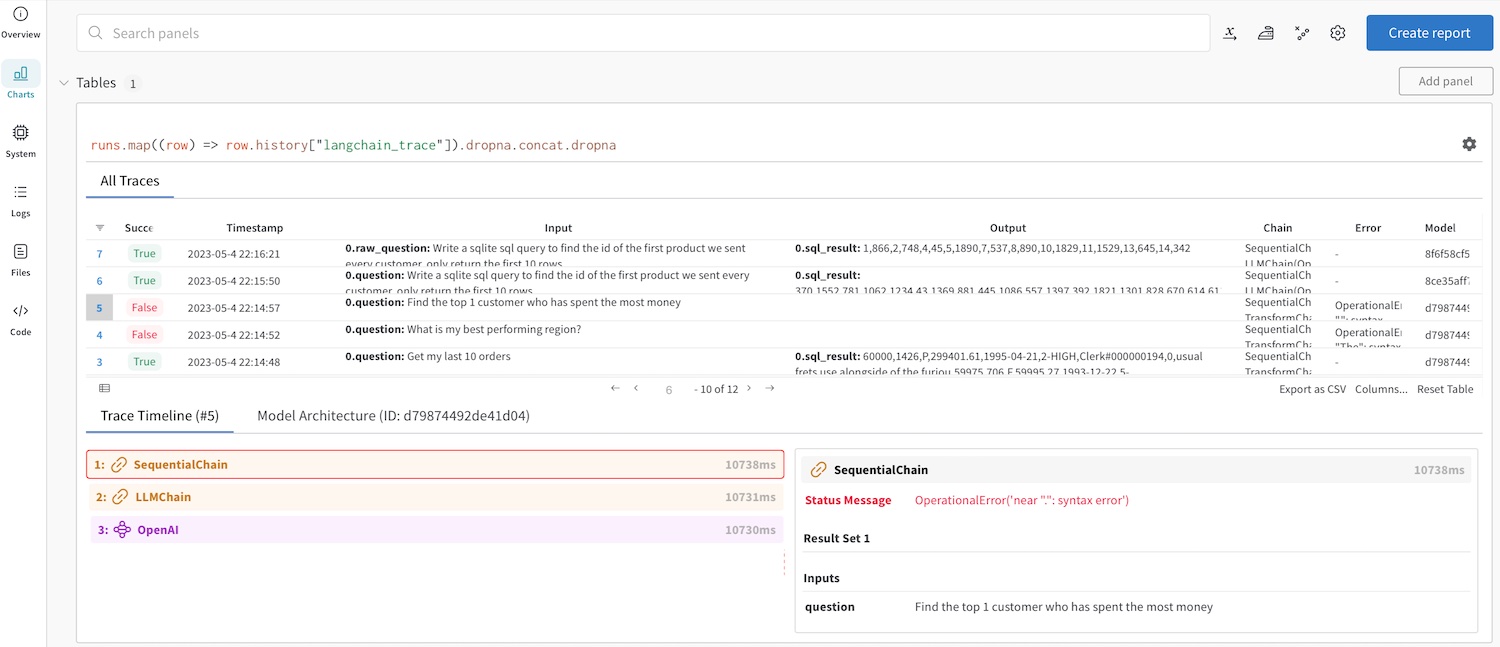 Overview
Charts
System
Logs
Files
Code
Search panels
Create report
Tables 1
Add panel
runs.map((row) => row.history["langchain_trace"]).dropna.concat.dropna
All Traces
Succe Timestamp Input Output Chain Error Model
7 True 2023-05-4 22:16:21 0.raw_question: Write a sqlite sql query to find the id of the first product we sent 0.sql_result: 1,866,2,748,4,45,5,1890,7,537,8,890,10,1829,11,1529,13,645,14,342 SequentialCh - 8f6f58cf5
every customer, only return the first 10 rows LLMChain(Op
6 True 2023-05-4 22:15:50 0.question: Write a sqlite sql query to find the id of the first product we sent every 0.sql_result: SequentialCh - 8ce35aff
customer, only return the first 10 rows 370,1552,781,1062,1234,43,1369,881,445,1086,557,1397,392,1821,1301,828,670,614,61 LLMChain(Op
5 False 2023-05-4 22:14:57 0.question: Find the top 1 customer who has spent the most money SequentialCh OperationalE d7987449
TransformCha "": syntax
4 False 2023-05-4 22:14:52 0.question: What is my best performing region? SequentialCh OperationalE d7987449
TransformCha "The": syntax
3 True 2023-05-4 22:14:48 0.question: Get my last 10 orders 0.sql_result: 60000,1426,P,299401.61,1995-04-21,2-HIGH,Clerk#000000194,0,usual SequentialCh - d7987449
frets use alongside of the furiou,59975,706,F,59995.27,1993-12-22,5- TransformCha
6 - 10 of 12
Export as CSV Columns... Reset Table
Trace Timeline (#5) Model Architecture (ID: d79874492de41d04)
1: SequentialChain 10738ms
2: LLMChain 10731ms
3: OpenAI 10730ms
SequentialChain 10738ms
Status Message OperationalError('near ".": syntax error')
Result Set 1
Inputs
question Find the top 1 customer who has spent the most money